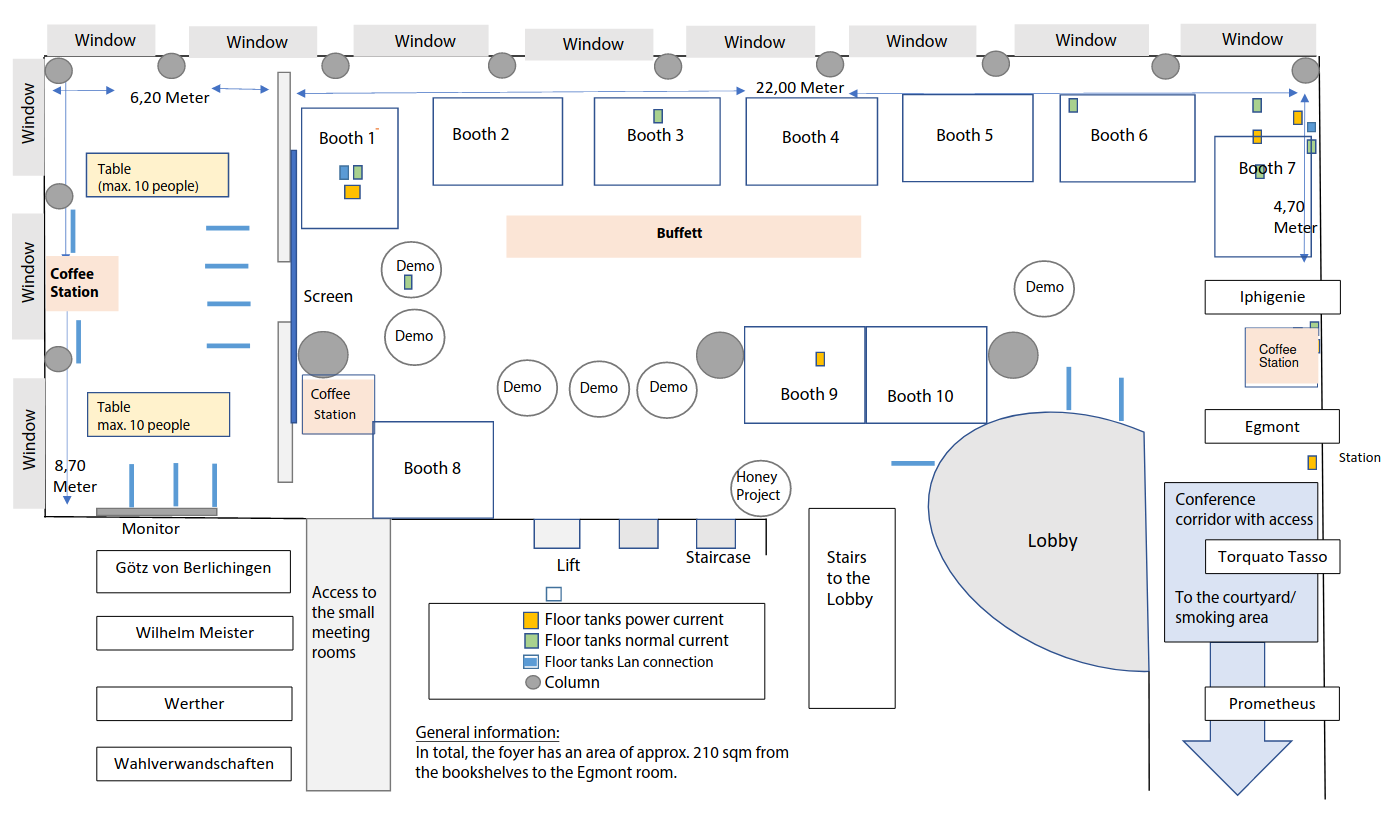 Window
Window
Window
Window
Window
Window
Window
Window
Window
Window
Window
6,20 Meter
22,00 Meter
Booth 1
Booth 2
Booth 3
Booth 4
Booth 5
Booth 6
Booth 7
4,70
Meter
Table
(max. 10 people)
Buffett
Coffee
Station
Screen
Demo
Demo
Demo
Iphigenie
Coffee
Station
Coffee
Station
Demo
Demo
Demo
Booth 9
Booth 10
Table
max. 10 people
Egmont
Station
8,70
Meter
Booth 8
Honey
Project
Monitor
Lift
Staircase
Stairs
to the
Lobby
Lobby
Conference
corridor with access
Torquato Tasso
To the courtyard/
smoking area
Prometheus
Götz von Berlichingen
Wilhelm Meister
Werther
Wahlverwandschaften
Access to
the small
meeting
rooms
Floor tanks power current
Floor tanks normal current
Floor tanks Lan connection
Column
General information:
In total, the foyer has an area of approx. 210 sqm from
the bookshelves to the Egmont room.